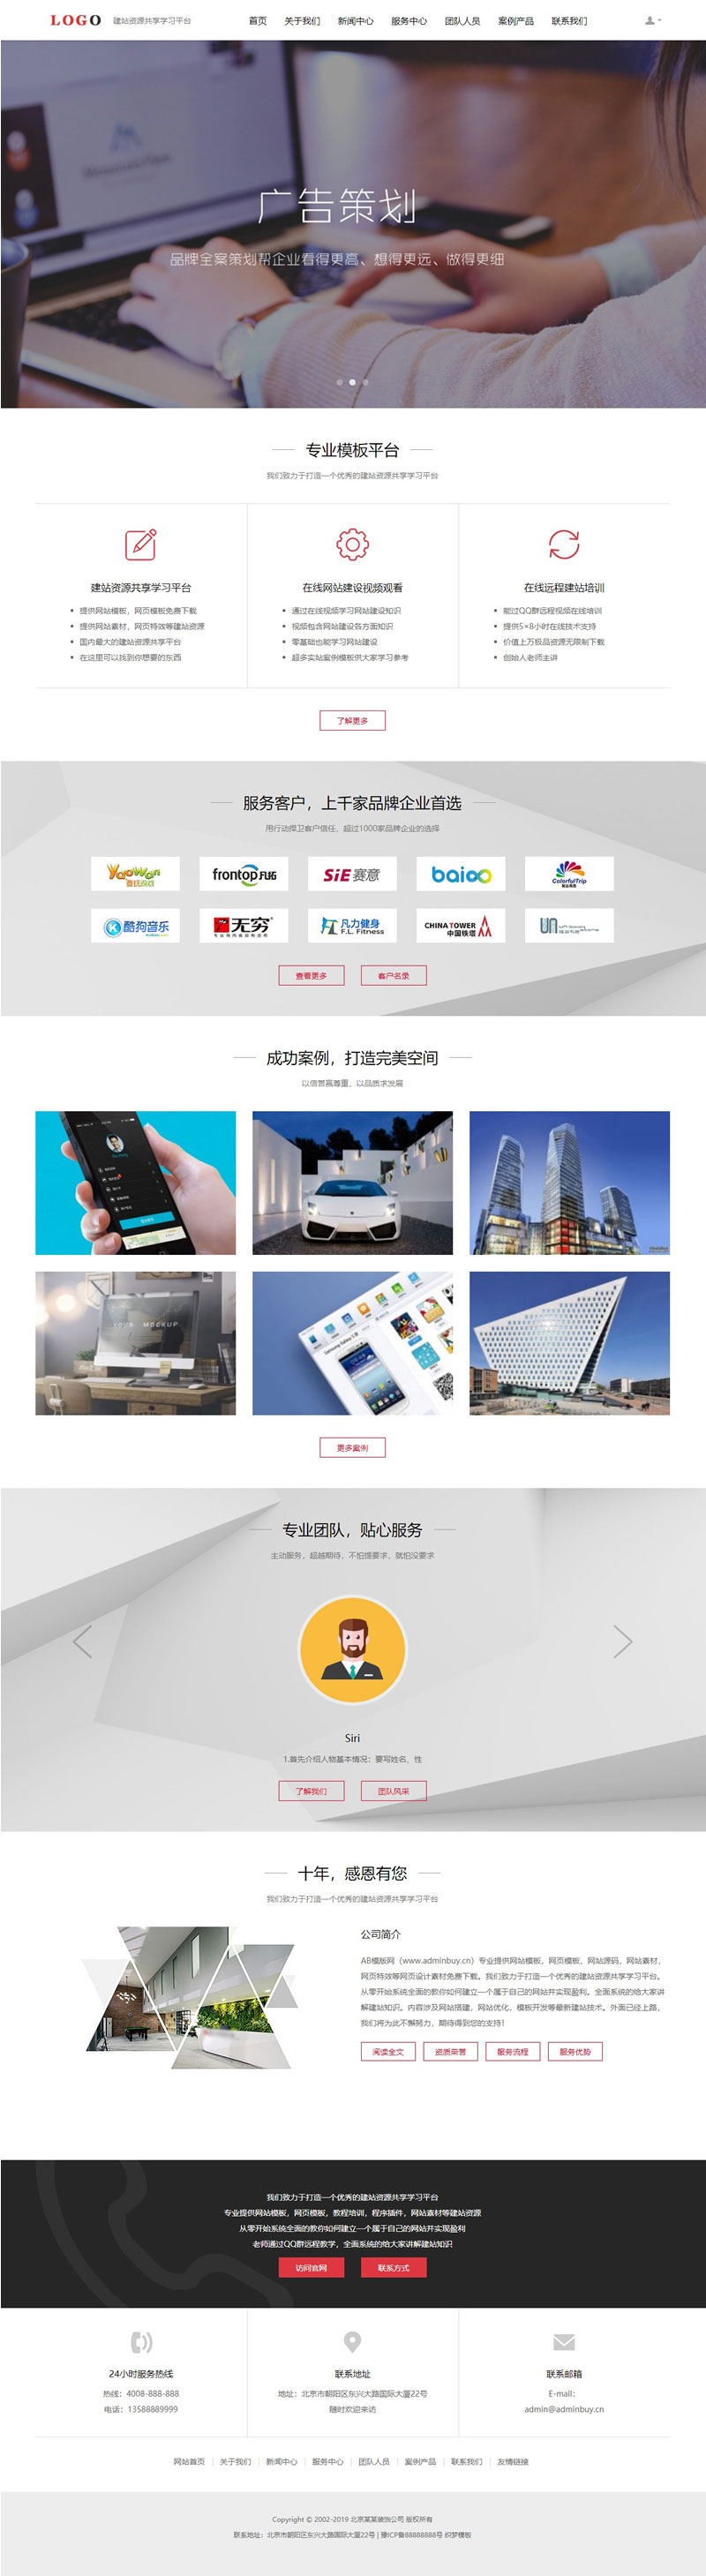 LOGO 建站资源共享学习平台 首页 关于我们 新闻中心 服务中心 团队人员 案例产品 联系我们
广告策划
品牌全案策划帮企业看得更高、想得更远、做得更细
专业模板平台
我们致力于打造一个优秀的建站资源共享学习平台
建站资源共享学习平台
提供网站模板，网页模板免费下载
提供网站素材，网页特效等建站资源
国内最大的建站资源共享平台
在这里可以找到你想要的东西
在线网站建设视频观看
通过在线视频学习网站建设知识
视频包含网站建设各方面知识
零基础也能学习网站建设
超多实站案例模板供大家学习参考
在线远程建站培训
能过QQ群远程视频在线培训
提供5×8小时在线技术支持
价值上万极品资源无限制下载
创始人老师主讲
了解更多
服务客户，上千家品牌企业首选
用行动捍卫客户信任，超过1000家品牌企业的选择
YaoWan
frontop凡拓
SiE赛意
baioo
ColorfulTrip
酷狗音乐
无穷
凡力健身
F.L. Fitness
CHINA TOWER
中国铁塔
查看更多 客户名录
成功案例，打造完美空间
以信誉赢尊重，以品质求发展
YOUR MOCKUP
更多案例
专业团队，贴心服务
主动服务，超越期待，不怕提要求，就怕没要求
Siri
1.首先介绍人物基本情况：要写姓名、性
了解我们 团队风采
十年，感恩有您
我们致力于打造一个优秀的建站资源共享学习平台
公司简介
AB模版网（www.adminbuy.cn）专业提供网站模板，网页模板，网站源码，网站素材，
网页特效等网页设计素材免费下载。我们致力于打造一个优秀的建站资源共享学习平台。
从零开始系统全面的教你如何建立一个属于自己的网站并实现盈利。全面系统的给大家讲
解建站知识。内容涉及网站搭建，网站优化，模板开发等最新建站技术。外面已经上路，
我们将为此不懈努力，期待得到您的支持！
阅读全文 资质荣誉 服务流程 服务优势
我们致力于打造一个优秀的建站资源共享学习平台
专业提供网站模板，网页模板，教程培训，程序插件，网站素材等建站资源
从零开始系统全面的教你如何建立一个属于自己的网站并实现盈利
老师通过QQ群远程教学，全面系统的给大家讲解建站知识
访问官网 联系方式
24小时服务热线
热线：4008-888-888
电话：13588889999
联系地址
地址：北京市朝阳区东兴大路国际大厦22号
随时欢迎来访
联系邮箱
E-mail：
admin@adminbuy.cn
网站首页 | 关于我们 | 新闻中心 | 服务中心 | 团队人员 | 案例产品 | 联系我们 | 友情链接
Copyright © 2002-2019 北京某某装饰公司 版权所有
联系地址：北京市朝阳区东兴大路国际大厦22号 | 豫ICP备88888888号 织梦模板